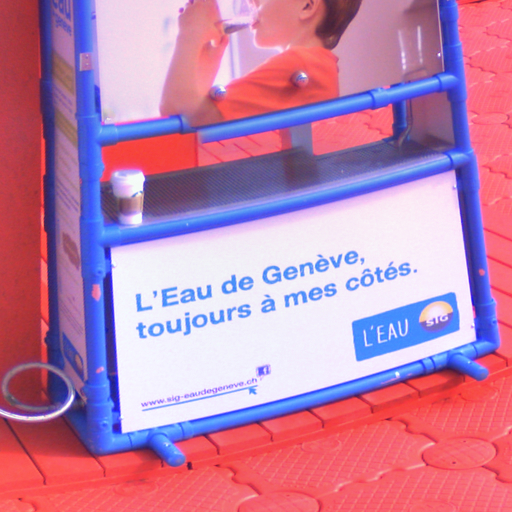 L'Eau de Genève,
toujours à mes côtés.
L'EAU SIG
www.sig-eaudegeneve.ch